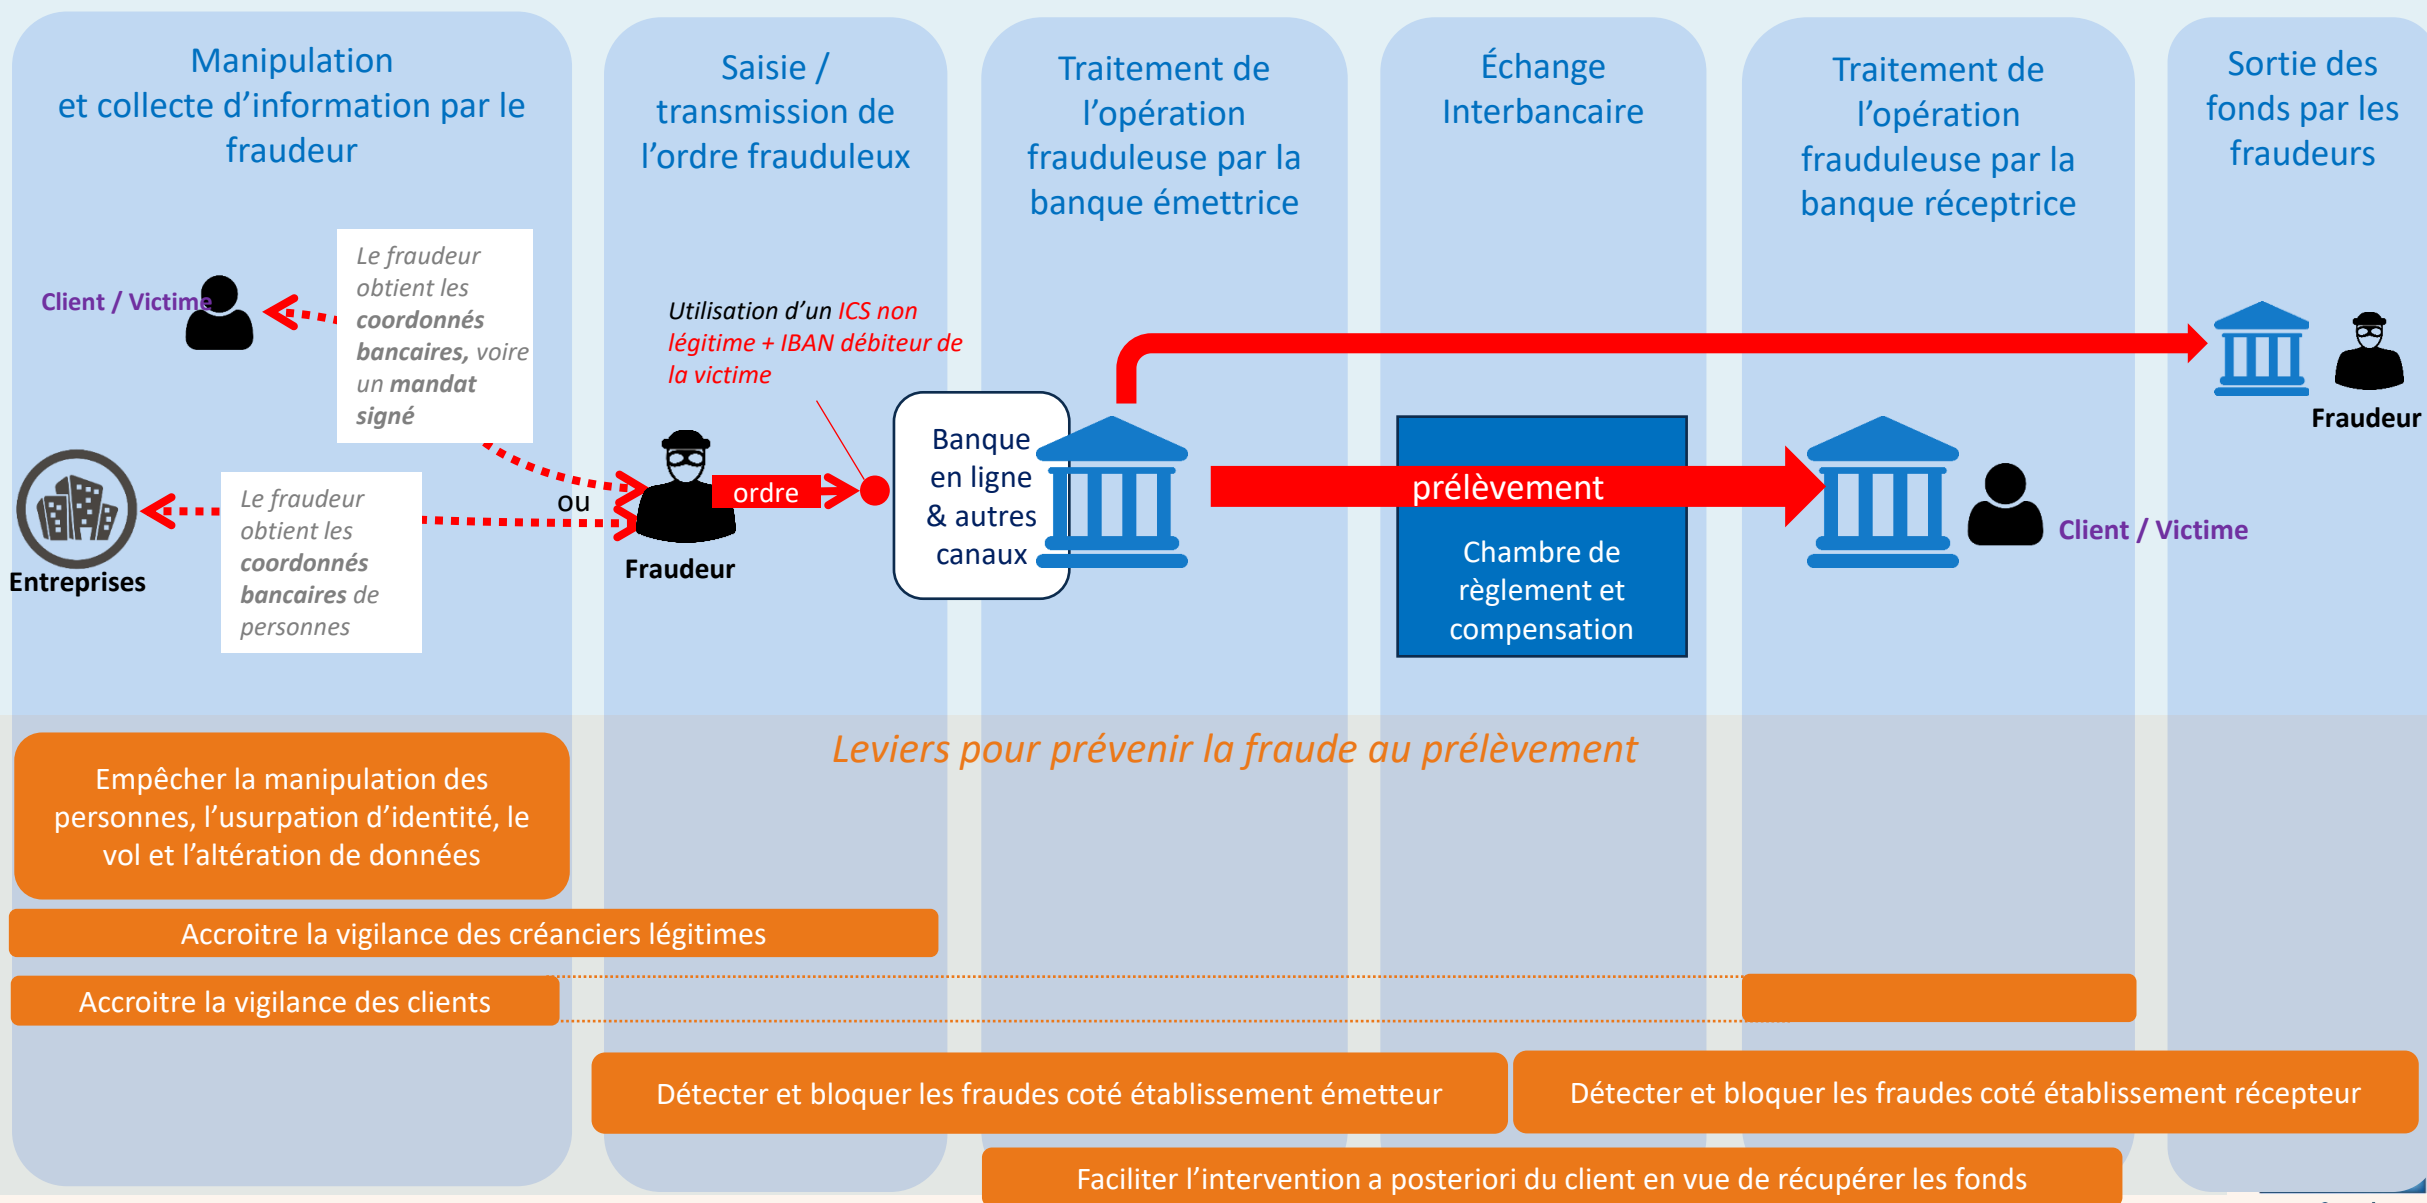 Manipulation
et collecte d’information par le
fraudeur
Saisie /
transmission de
l’ordre frauduleux
Traitement de
l’opération
frauduleuse par la
banque émettrice
Échange
Interbancaire
Traitement de
l’opération
frauduleuse par la
banque réceptrice
Sortie des
fonds par les
fraudeurs
Client / Victime
Le fraudeur
obtient les
coordonnés
bancaires, voire
un mandat
signé
Entreprises
Le fraudeur
obtient les
coordonnés
bancaires de
personnes
ou
Fraudeur
ordre
Utilisation d’un ICS non
légitime + IBAN débiteur de
la victime
Banque
en ligne
& autres
canaux
prélèvement
Chambre de
règlement et
compensation
Client / Victime
Fraudeur
Leviers pour prévenir la fraude au prélèvement
Empêcher la manipulation des
personnes, l’usurpation d’identité, le
vol et l’altération de données
Accroitre la vigilance des créanciers légitimes
Accroitre la vigilance des clients
Détecter et bloquer les fraudes coté établissement émetteur
Détecter et bloquer les fraudes coté établissement récepteur
Faciliter l’intervention a posteriori du client en vue de récupérer les fonds